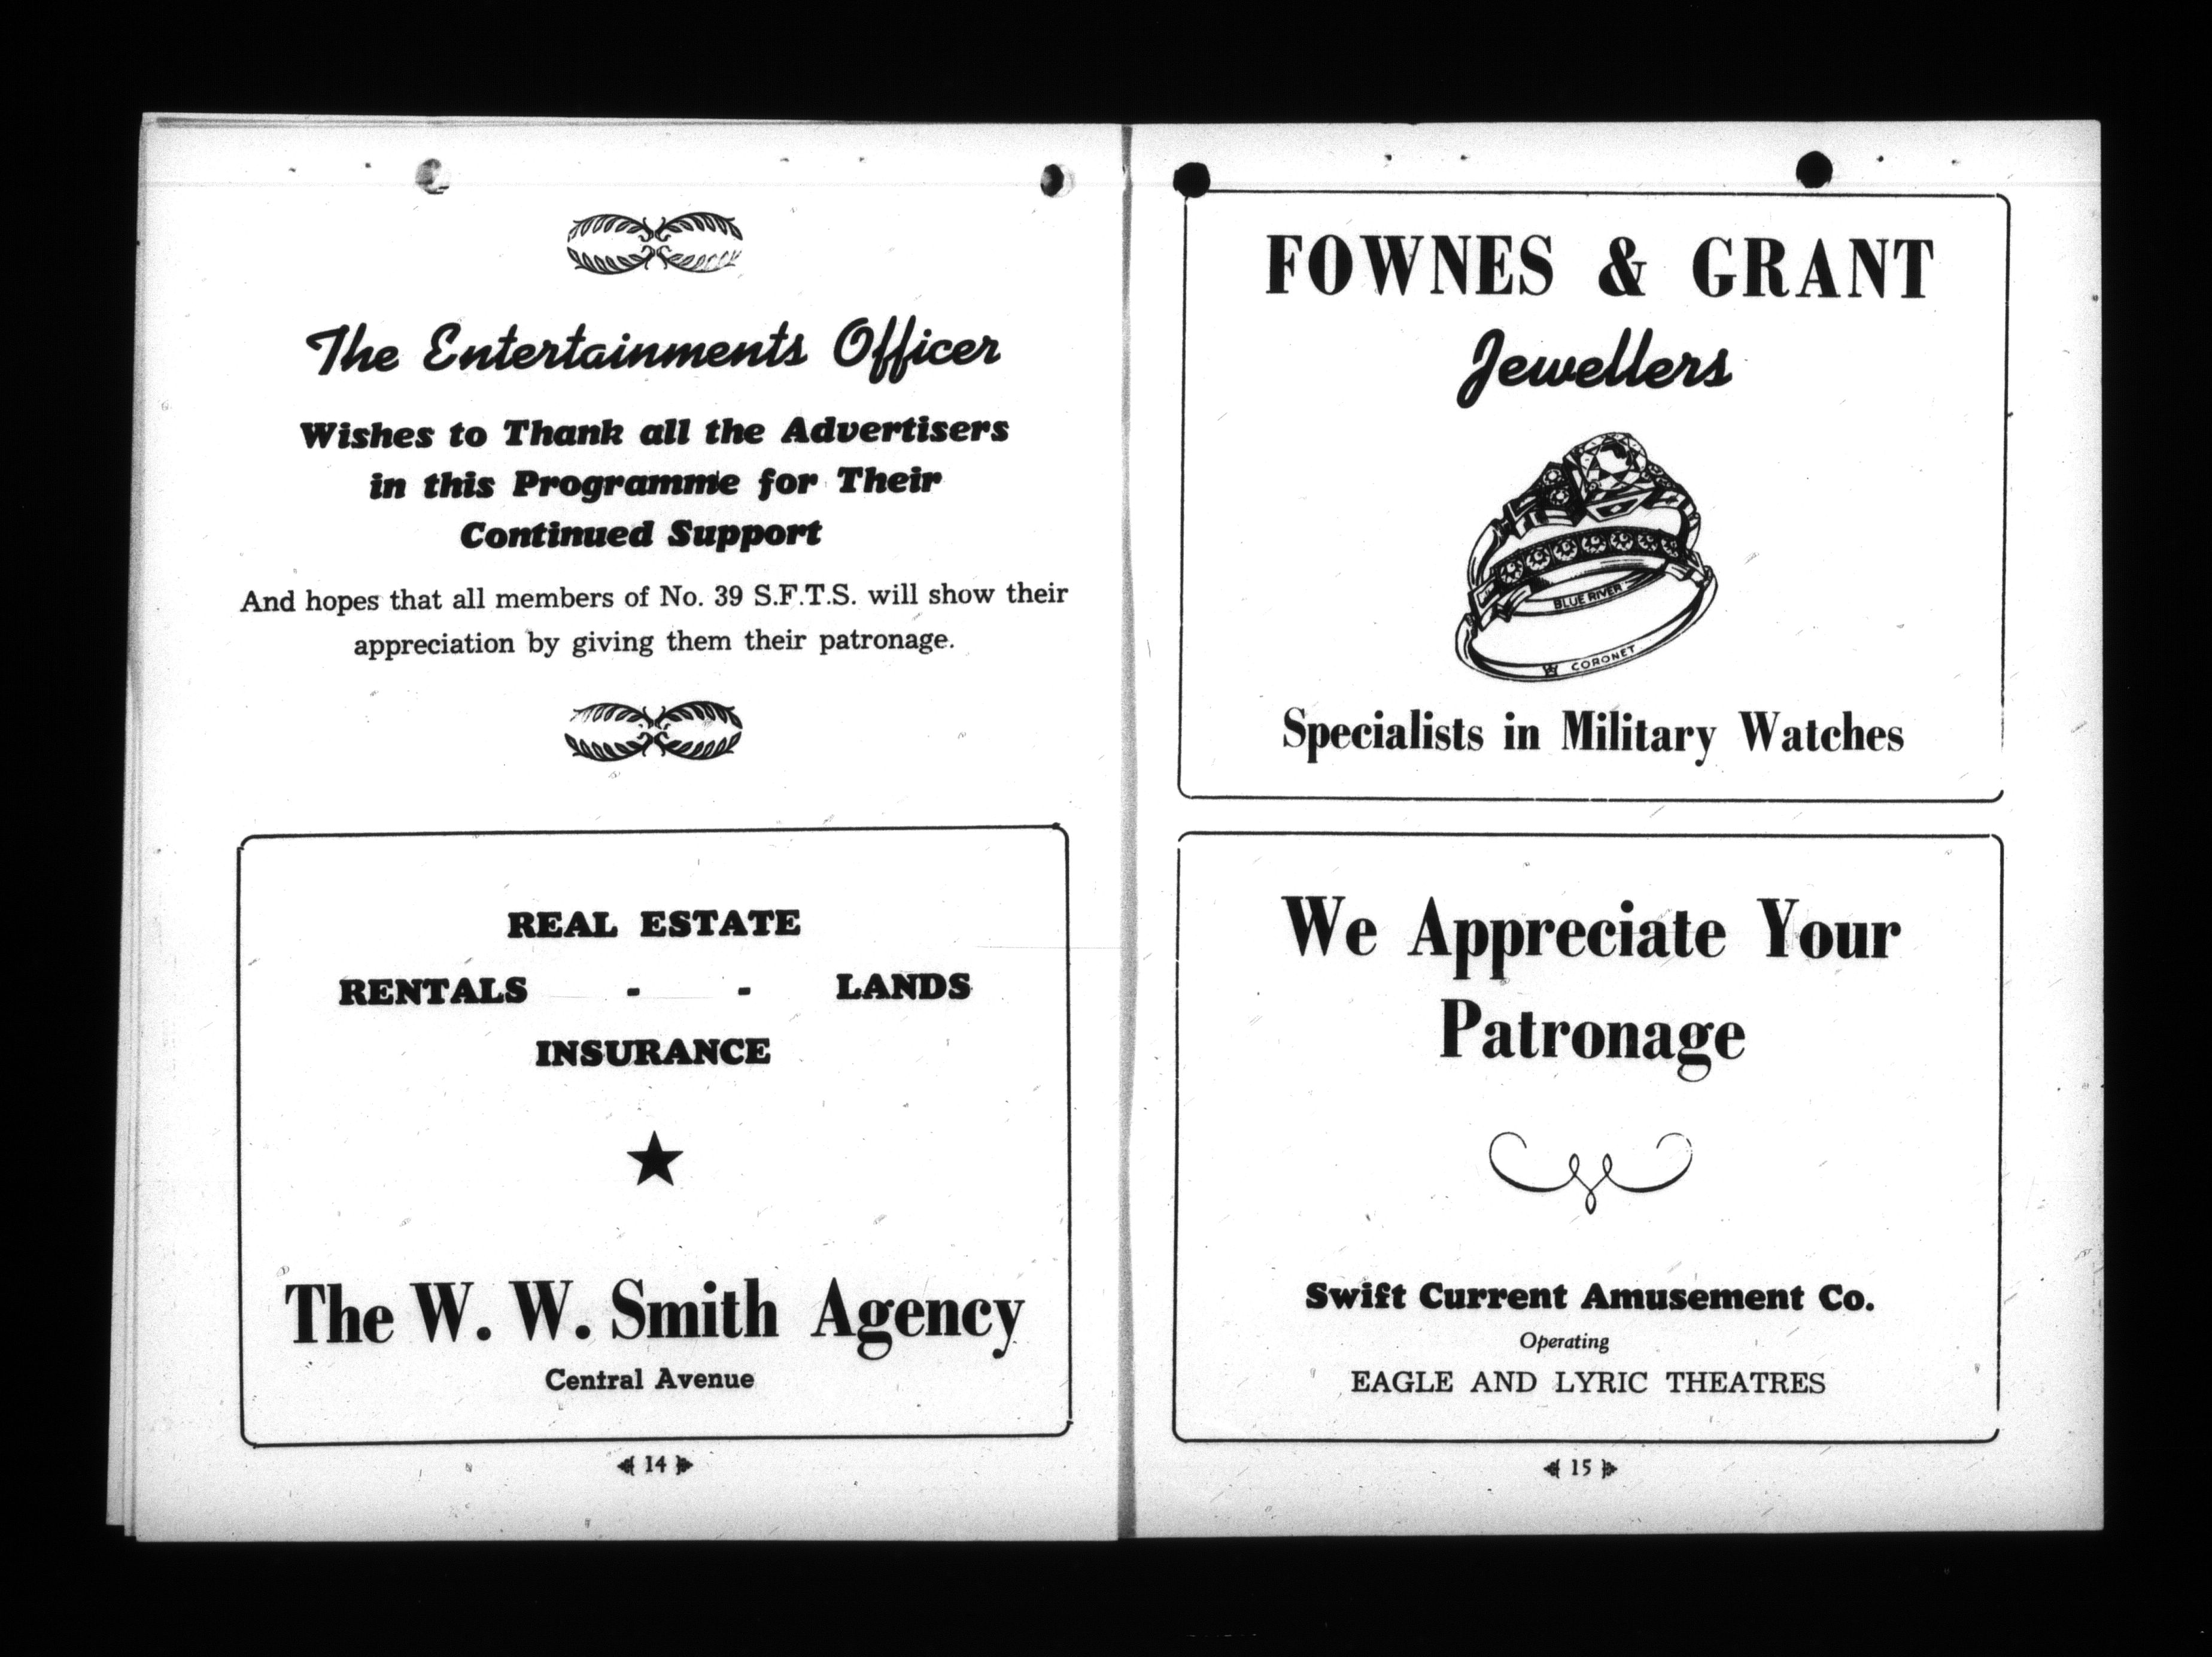 The Entertainments Officer
Wishes to Thank all the Advertisers
in this Programme for Their
Continued Support
And hopes that all members of No. 39 S.F.T.S. will show their
appreciation by giving them their patronage.
REAL ESTATE
RENTALS - - LANDS
INSURANCE
The W. W. Smith Agency
Central Avenue
14
FOWNES & GRANT
Jewellers
BLUE RIVER
CORONET
Specialists in Military Watches
We Appreciate Your
Patronage
Swift Current Amusement Co.
Operating
EAGLE AND LYRIC THEATRES
15